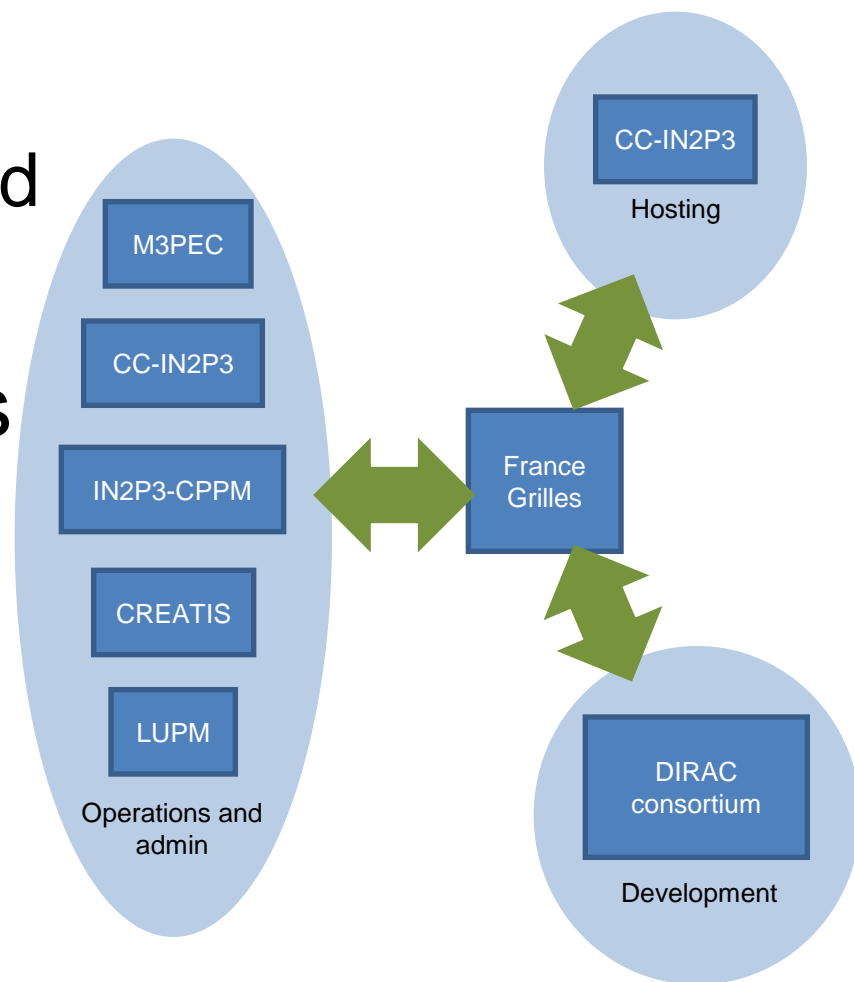 d
s
M3PEC
CC-IN2P3
IN2P3-CPPM
CREATIS
LUPM
Operations and
admin
CC-IN2P3
Hosting
France
Grilles
DIRAC
consortium
Development